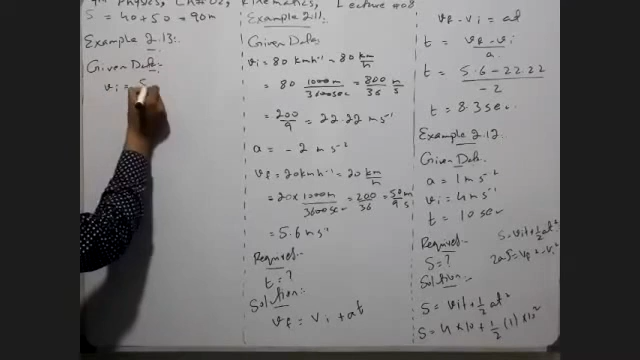 9th Physics, Ch#02, Kinematics, Lecture #08
S = 40 + 50 = 90m
Example 2.13:
Given Data:
vi = 5
Example 2.11
Given Data:
vi = 80 kmh⁻¹ = 80 km/h
= 80 1000m/3600sec = 800/36 m/s
= 200/9 = 22.22 ms⁻¹
a = -2 ms⁻²
vf = 20kmh⁻¹ = 20 km/h
= 20 x 1000m/3600sec = 200/36 = 50m/9s
= 5.6 ms⁻¹
Required:-
t = ?
Solution:-
vf = vi + at
vf - vi = at
t = vf - vi / a
t = 5.6 - 22.22 / -2
t = 8.3 sec.
Example 2.12.
Given Data:
a = 1 ms⁻²
vi = 4 ms⁻¹
t = 10 sec
Required:-
S = ?
Solution:-
S = vit + 1/2 at²
S = 4 x 10 + 1/2 (1) x 10²
S = vit + 1/2 at².
2aS = vf² - vi²